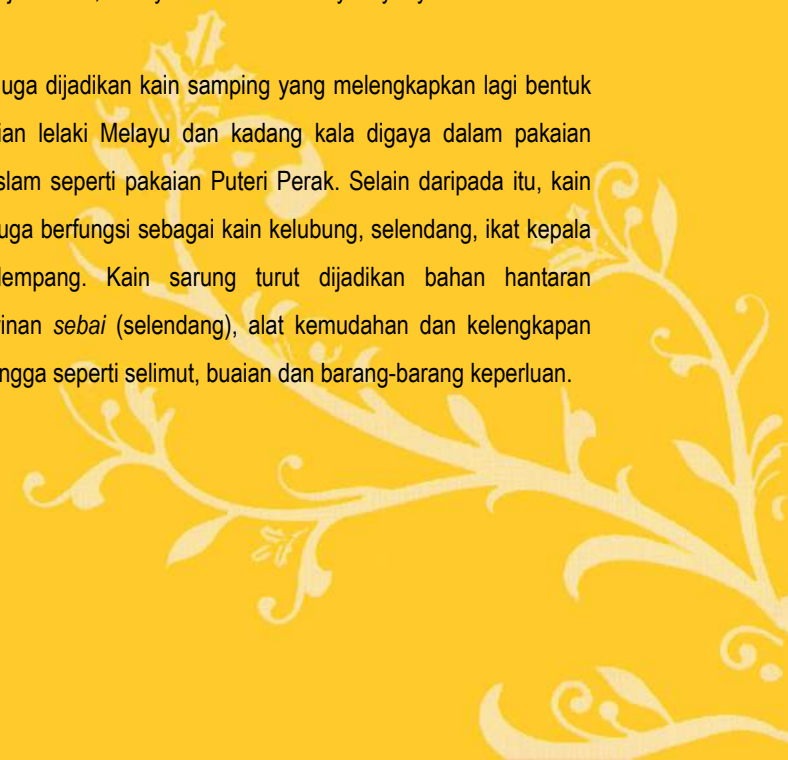 uga dijadikan kain samping yang melengkapkan lagi bentuk
ian lelaki Melayu dan kadang kala digaya dalam pakaian
slam seperti pakaian Puteri Perak. Selain daripada itu, kain
uga berfungsi sebagai kain kelubung, selendang, ikat kepala
lempang. Kain sarung turut dijadikan bahan hantaran
inan sebai (selendang), alat kemudahan dan kelengkapan
ngga seperti selimut, buaian dan barang-barang keperluan.